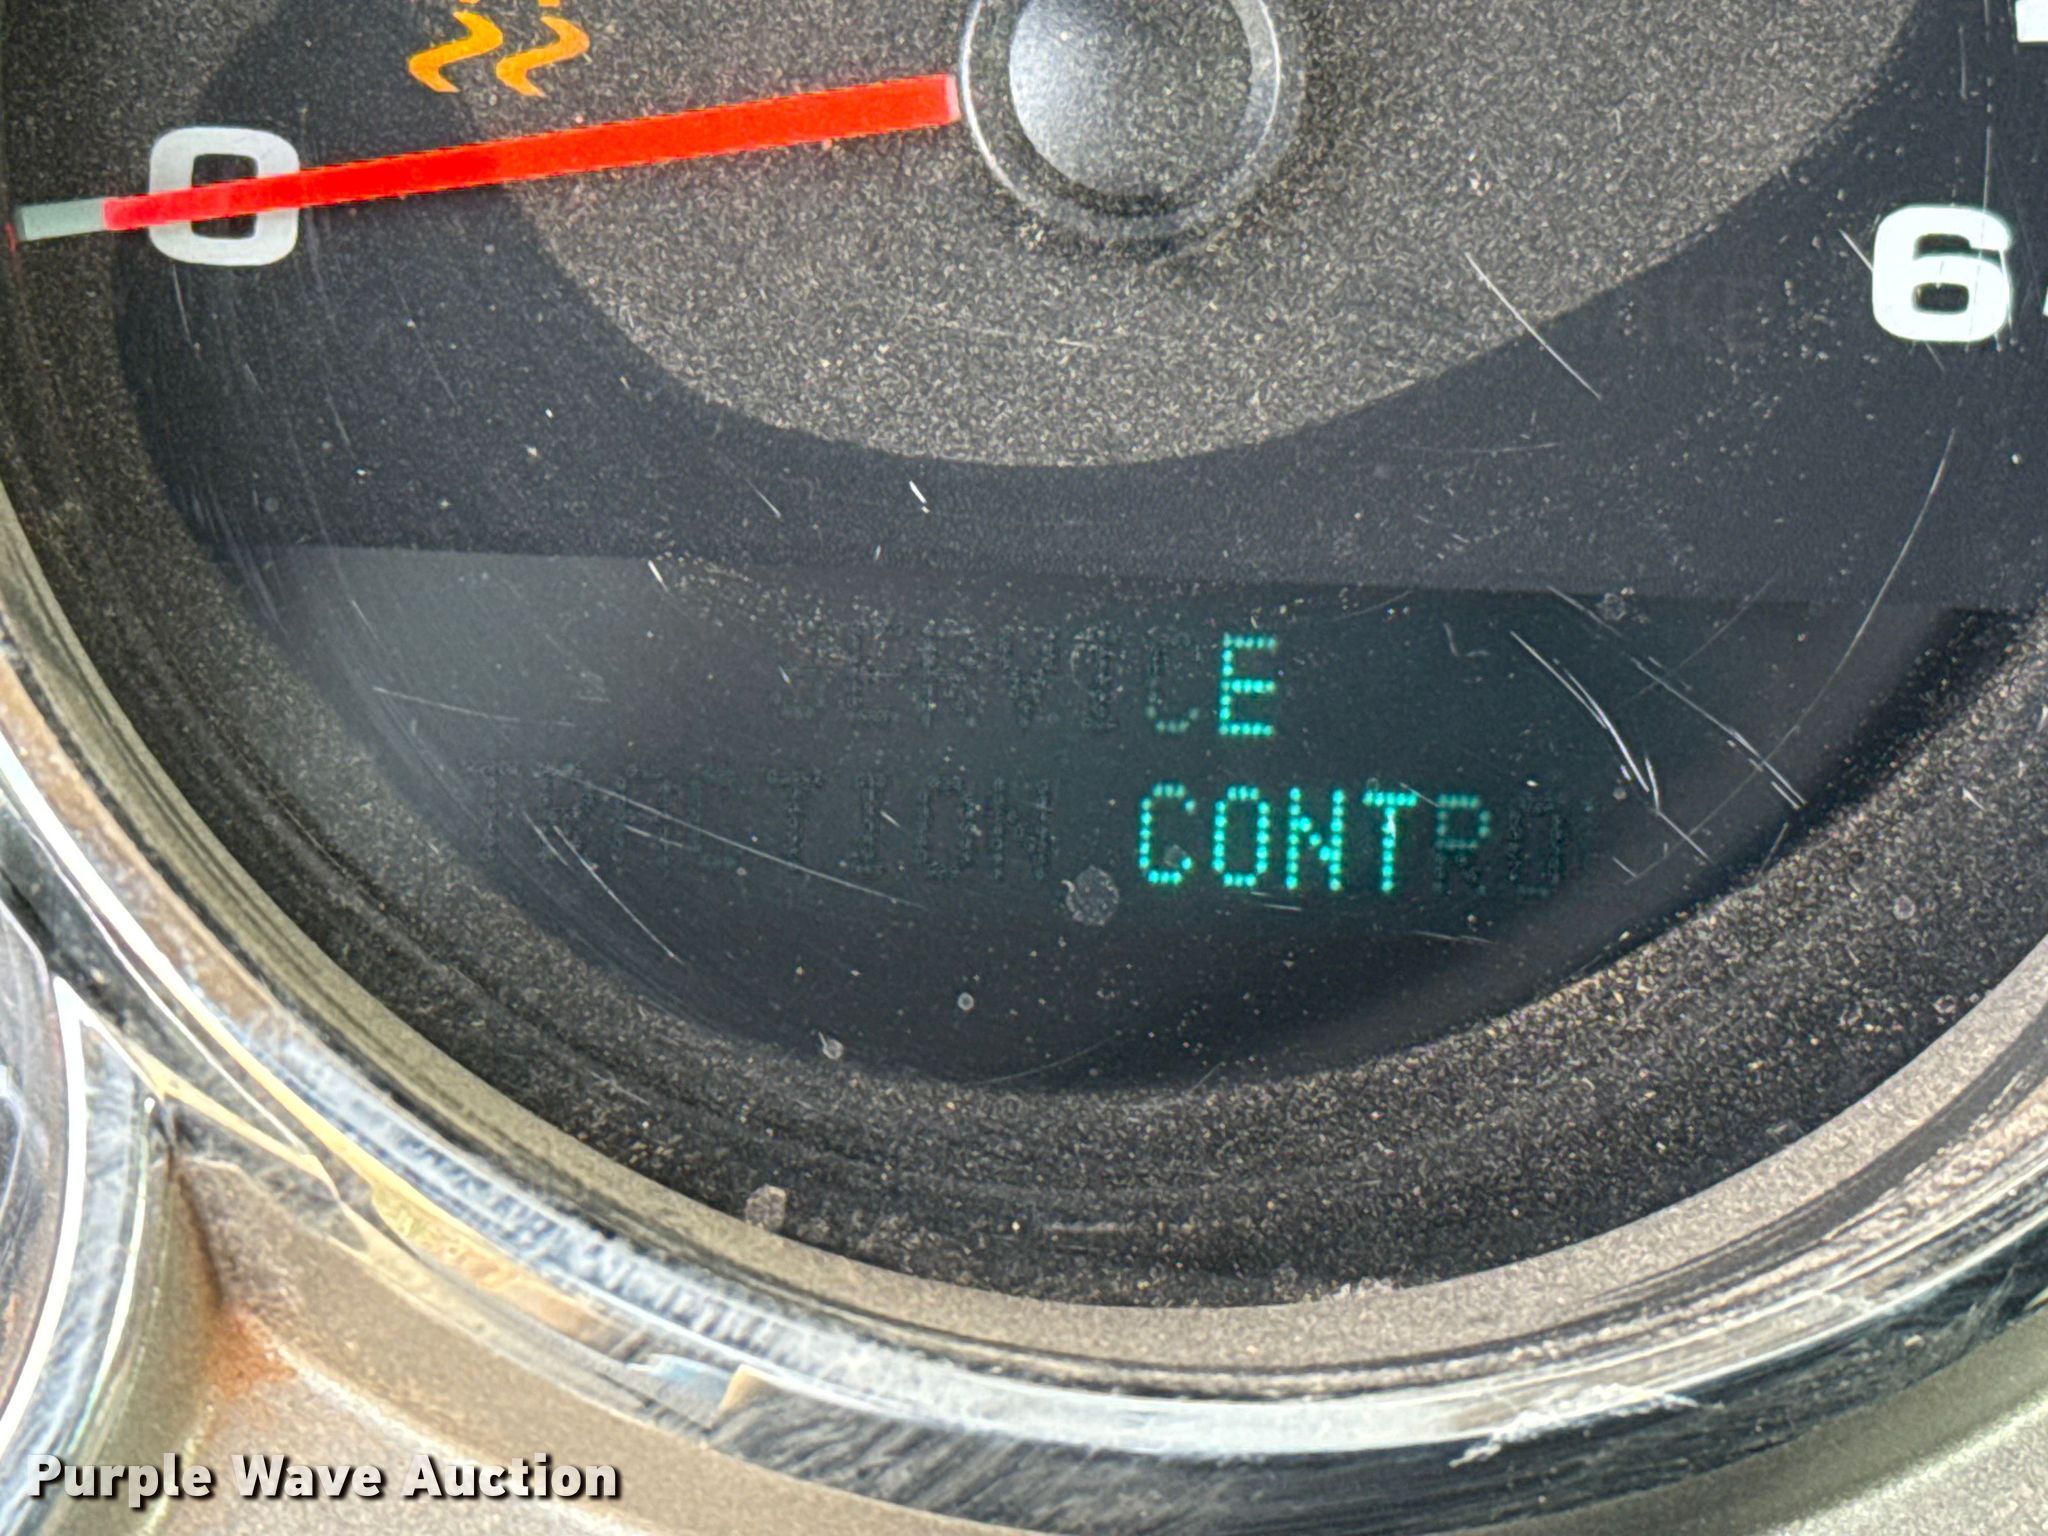 0
6
SERVICE
TRACTION CONTRO
Purple Wave Auction